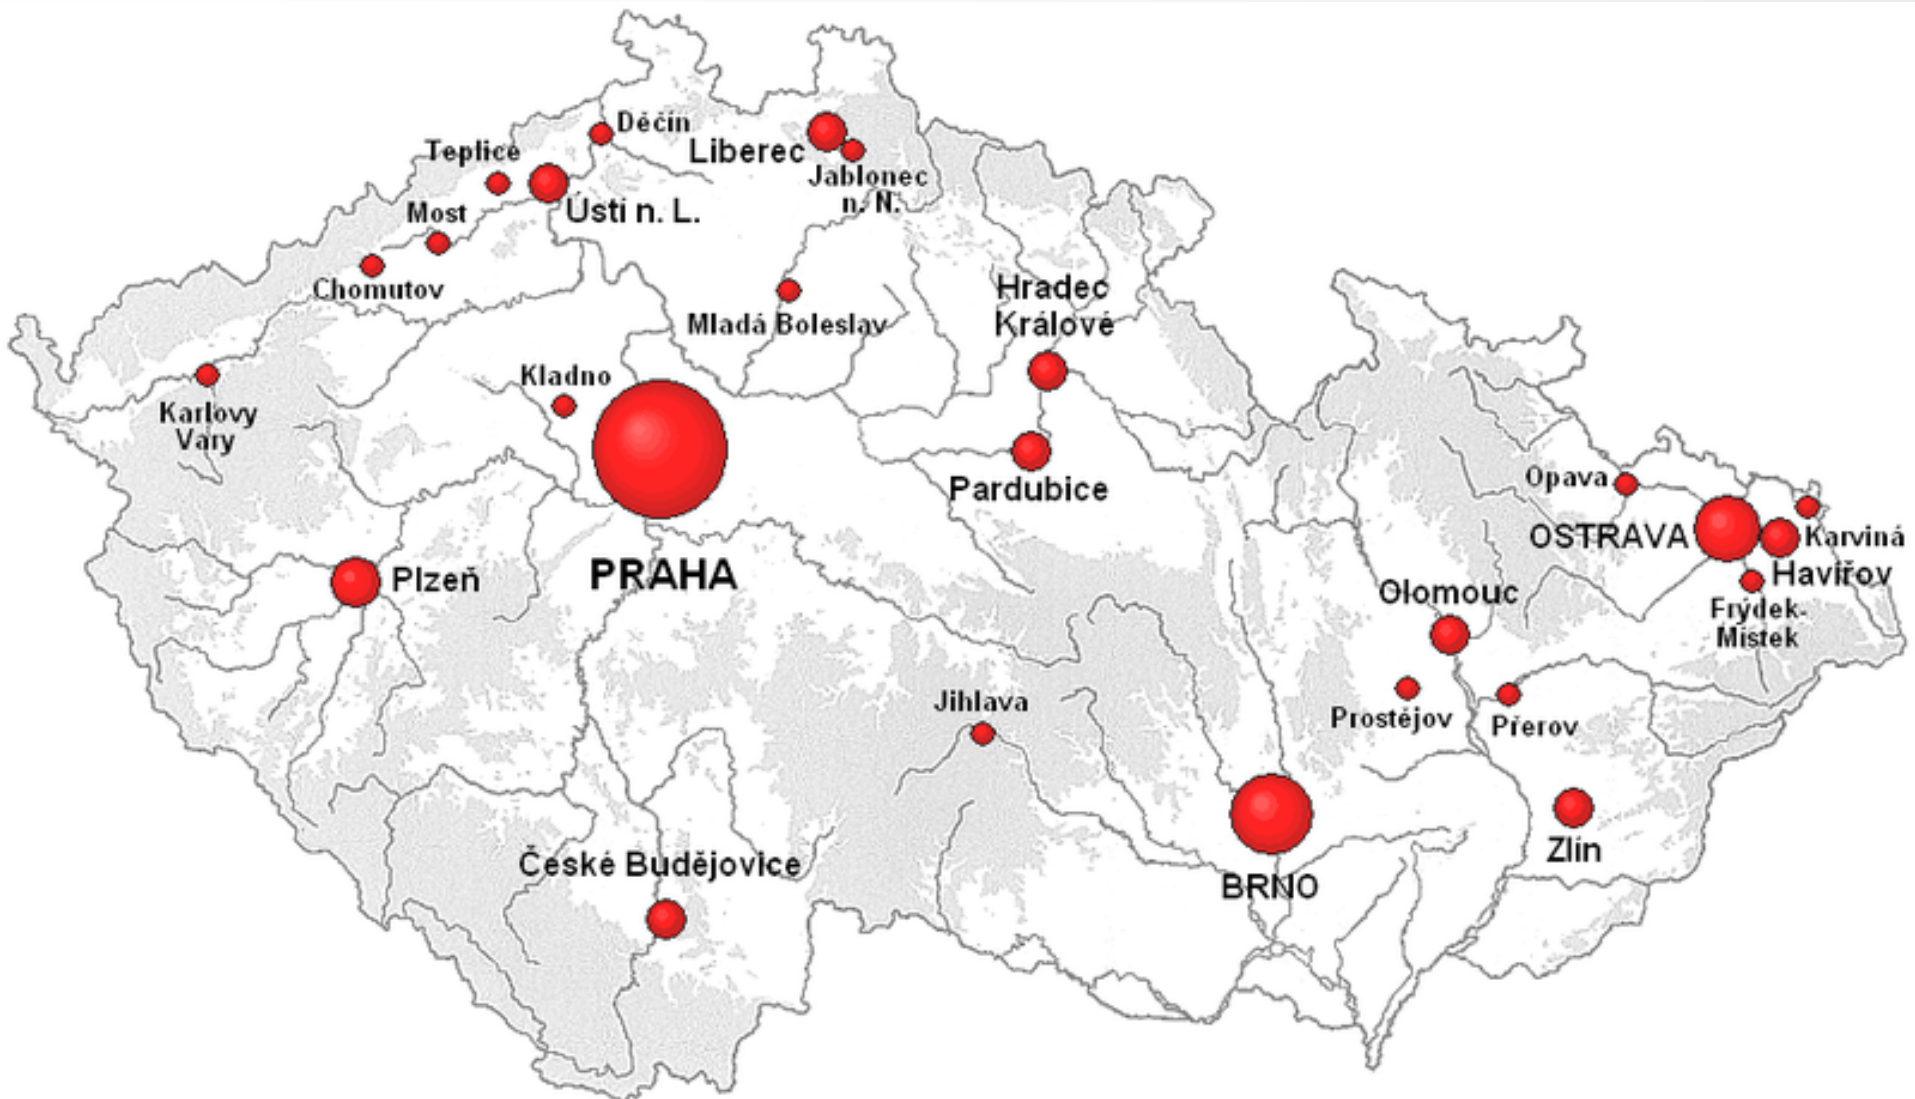 Děčín
Teplice
Liberec
Jablonec
n. N.
Most
Ústí n. L.
Chomutov
Hradec
Králové
Mladá Boleslav
Kladno
Karlovy
Vary
Pardubice
Opava
OSTRAVA
Karviná
PRAHA
Plzeň
Havířov
Olomouc
Frýdek-
Místek
Jihlava
Prostějov
Přerov
Zlín
České Budějovice
BRNO